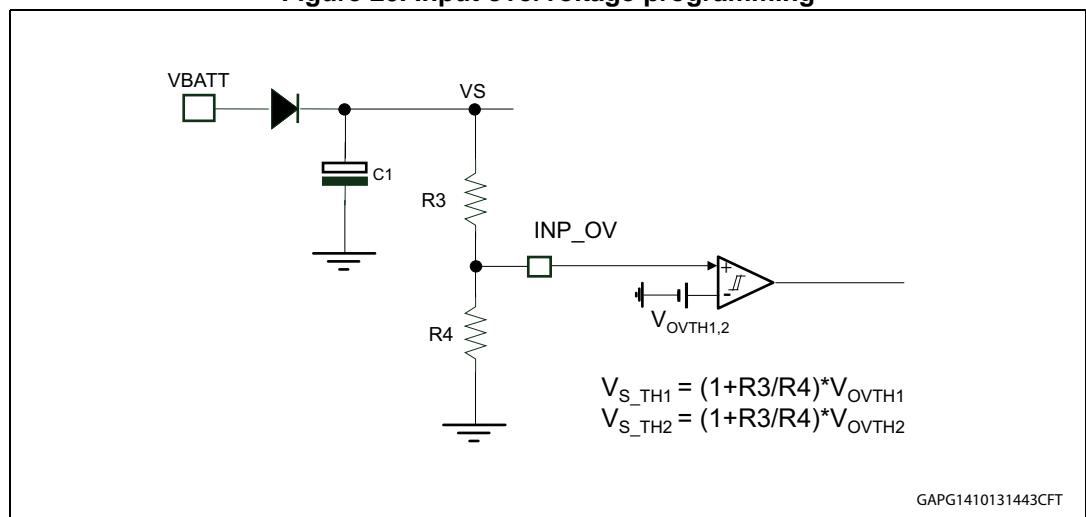 VBATT
VS
C1
R3
INP_OV
+
-
R4
V_OVTH1,2
V_S_TH1 = (1+R3/R4)*V_OVTH1
V_S_TH2 = (1+R3/R4)*V_OVTH2
GAPG1410131443CFT